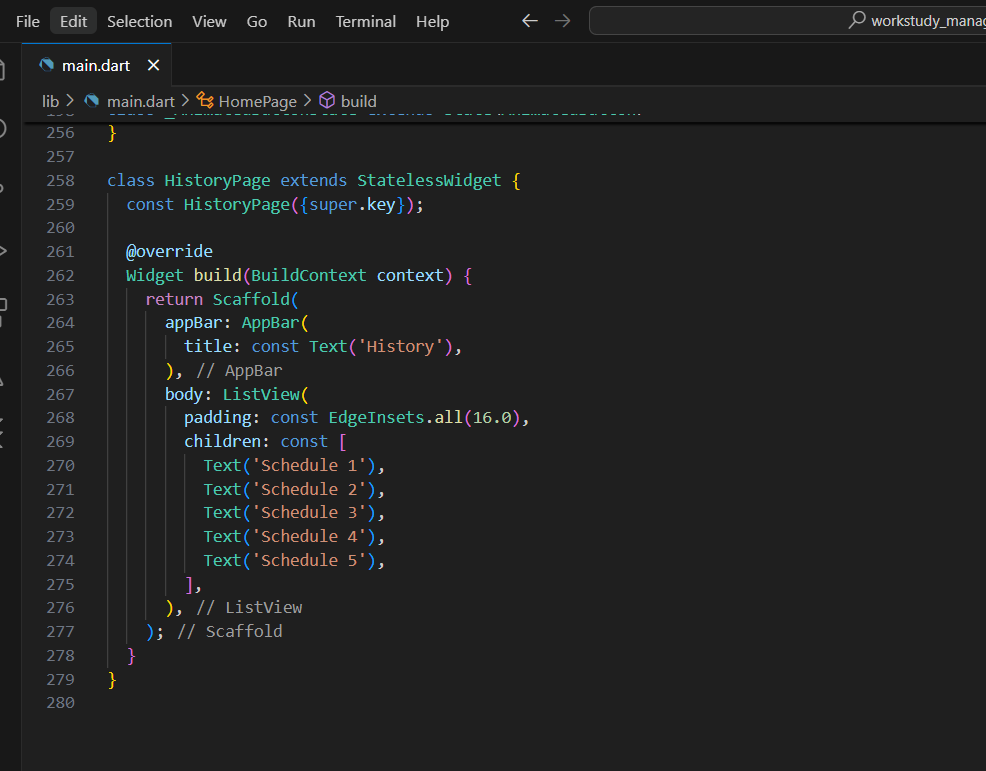 File Edit Selection View Go Run Terminal Help workstudy_manag
main.dart
lib > main.dart > HomePage > build
256 }
257
258 class HistoryPage extends StatelessWidget {
259 const HistoryPage({super.key});
260
261 @override
262 Widget build(BuildContext context) {
263 return Scaffold(
264 appBar: AppBar(
265 title: const Text('History'),
266 ), // AppBar
267 body: ListView(
268 padding: const EdgeInsets.all(16.0),
269 children: const [
270 Text('Schedule 1'),
271 Text('Schedule 2'),
272 Text('Schedule 3'),
273 Text('Schedule 4'),
274 Text('Schedule 5'),
275 ],
276 ), // ListView
277 ); // Scaffold
278 }
279 }
280